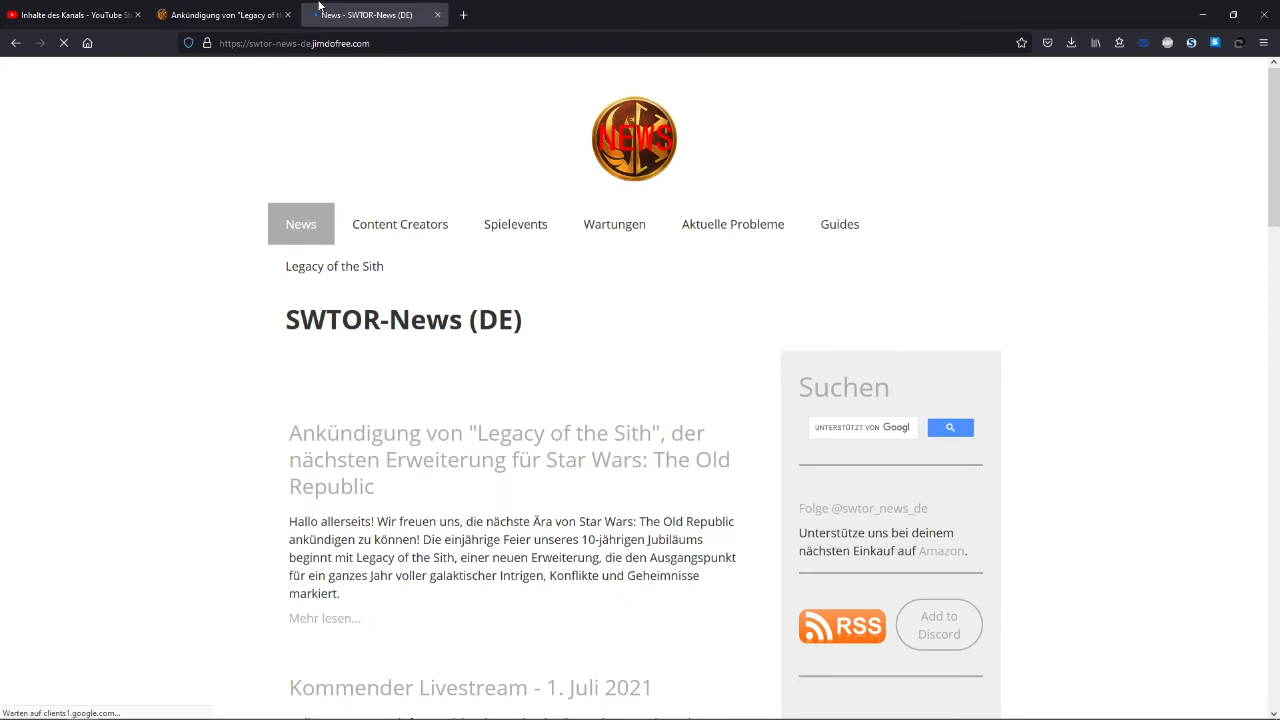 Inhalte des Kanals - YouTube St
Ankündigung von "Legacy of th
News - SWTOR-News (DE)
https://swtor-news-de.jimdofree.com
NEWS
News
Content Creators
Spielevents
Wartungen
Aktuelle Probleme
Guides
Legacy of the Sith
SWTOR-News (DE)
Ankündigung von "Legacy of the Sith", der
nächsten Erweiterung für Star Wars: The Old
Republic
Hallo allerseits! Wir freuen uns, die nächste Ära von Star Wars: The Old Republic
ankündigen zu können! Die einjährige Feier unseres 10-jährigen Jubiläums
beginnt mit Legacy of the Sith, einer neuen Erweiterung, die den Ausgangspunkt
für ein ganzes Jahr voller galaktischer Intrigen, Konflikte und Geheimnisse
markiert.
Mehr lesen...
Kommender Livestream - 1. Juli 2021
Suchen
UNTERSTÜTZT VON Googl
Folge @swtor_news_de
Unterstütze uns bei deinem
nächsten Einkauf auf Amazon.
RSS
Add to
Discord
Warten auf clients1.google.com...